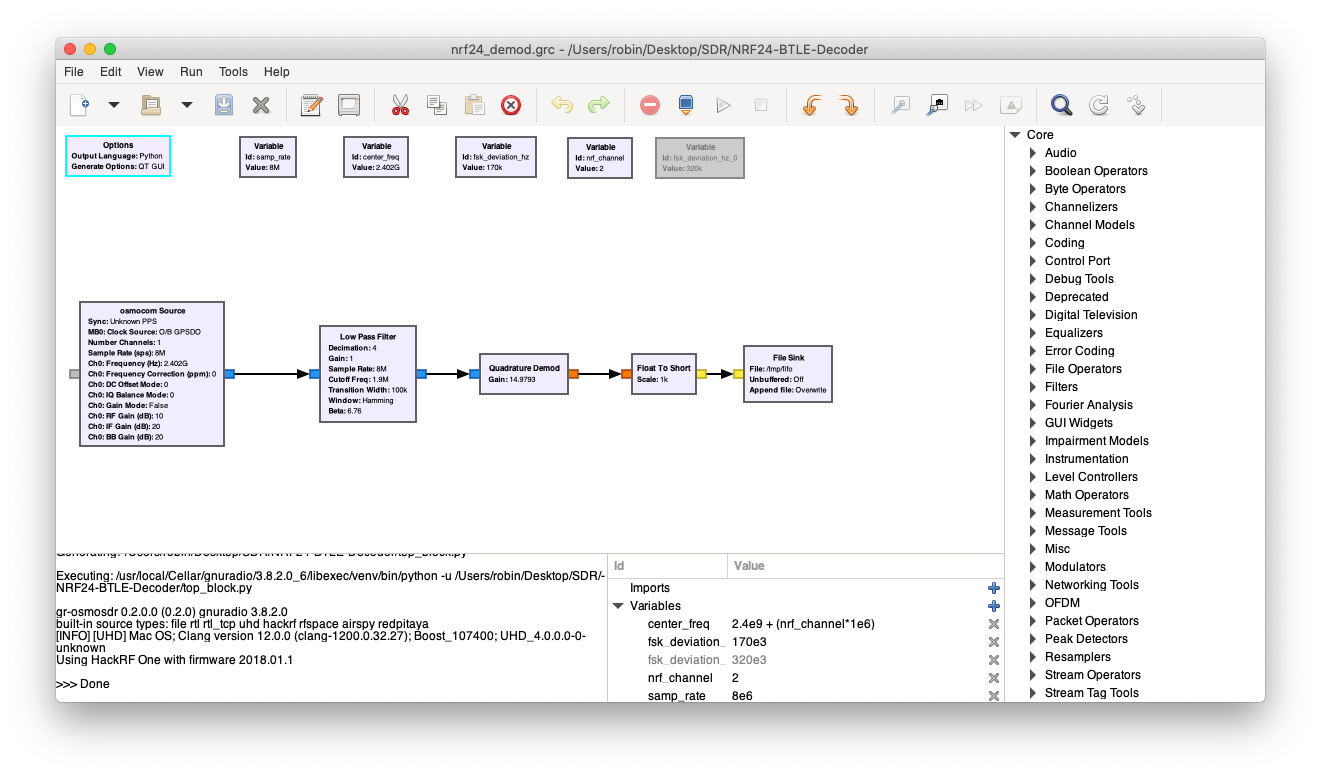 nrf24_demod.grc - /Users/robin/Desktop/SDR/NRF24-BTLE-Decoder
File Edit View Run Tools Help
Options
Output Language: Python
Generate Options: QT GUI
Variable
Id: samp_rate
Value: 8M
Variable
Id: center_freq
Value: 2.402G
Variable
Id: fsk_deviation_hz
Value: 170k
Variable
Id: nrf_channel
Value: 2
Variable
Id: fsk_deviation_hz_0
Value: 320k
osmocom Source
Sync: Unknown PPS
MB0: Clock Source: O/B GPSDO
Number Channels: 1
Sample Rate (sps): 8M
Ch0: Frequency (Hz): 2.402G
Ch0: Frequency Correction (ppm): 0
Ch0: DC Offset Mode: 0
Ch0: IQ Balance Mode: 0
Ch0: Gain Mode: False
Ch0: RF Gain (dB): 10
Ch0: IF Gain (dB): 20
Ch0: BB Gain (dB): 20
Low Pass Filter
Decimation: 4
Gain: 1
Sample Rate: 8M
Cutoff Freq: 1.9M
Transition Width: 100k
Window: Hamming
Beta: 6.76
Quadrature Demod
Gain: 14.9793
Float To Short
Scale: 1k
File Sink
File: /tmp/fifo
Unbuffered: Off
Append file: Overwrite
Generating: /Users/robin/Desktop/SDR/NRF24-BTLE-Decoder/top_block.py
Executing: /usr/local/Cellar/gnuradio/3.8.2.0_6/libexec/venv/bin/python -u /Users/robin/Desktop/SDR/-
NRF24-BTLE-Decoder/top_block.py
gr-osmosdr 0.2.0.0 (0.2.0) gnuradio 3.8.2.0
built-in source types: file rtl rtl_tcp uhd hackrf rfspace airspy redpitaya
[INFO] [UHD] Mac OS; Clang version 12.0.0 (clang-1200.0.32.27); Boost_107400; UHD_4.0.0.0-0-
unknown
Using HackRF One with firmware 2018.01.1
>>> Done
Id Value
Imports
Variables
center_freq 2.4e9 + (nrf_channel*1e6)
fsk_deviation_ 170e3
fsk_deviation_ 320e3
nrf_channel 2
samp_rate 8e6
Core
Audio
Boolean Operators
Byte Operators
Channelizers
Channel Models
Coding
Control Port
Debug Tools
Deprecated
Digital Television
Equalizers
Error Coding
File Operators
Filters
Fourier Analysis
GUI Widgets
Impairment Models
Instrumentation
Level Controllers
Math Operators
Measurement Tools
Message Tools
Misc
Modulators
Networking Tools
OFDM
Packet Operators
Peak Detectors
Resamplers
Stream Operators
Stream Tag Tools